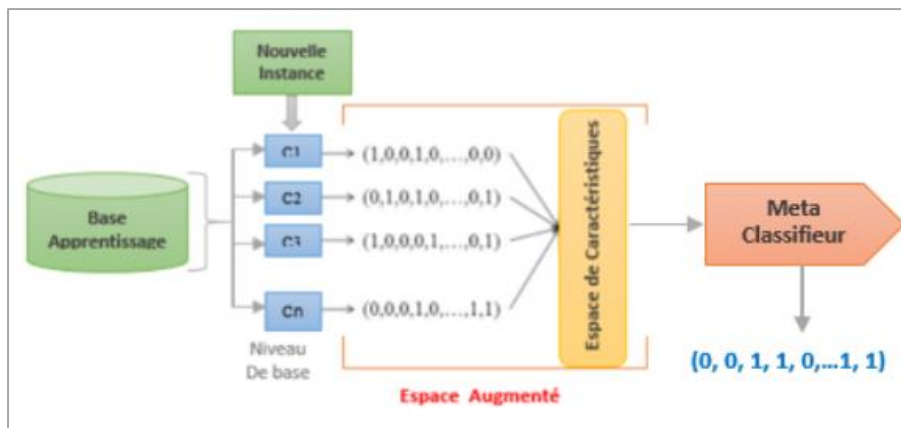 Nouvelle
Instance
C1
(1,0,0,1,0,…,0,0)
C2
(0,1,0,1,0,…,0,1)
Base
Apprentissage
C3
(1,0,0,0,1,…,0,1)
Cn
(0,0,0,1,0,…,1,1)
Niveau
De base
Espace de Caractéristiques
Meta
Classifieur
(0, 0, 1, 1, 0,…1, 1)
Espace Augmenté